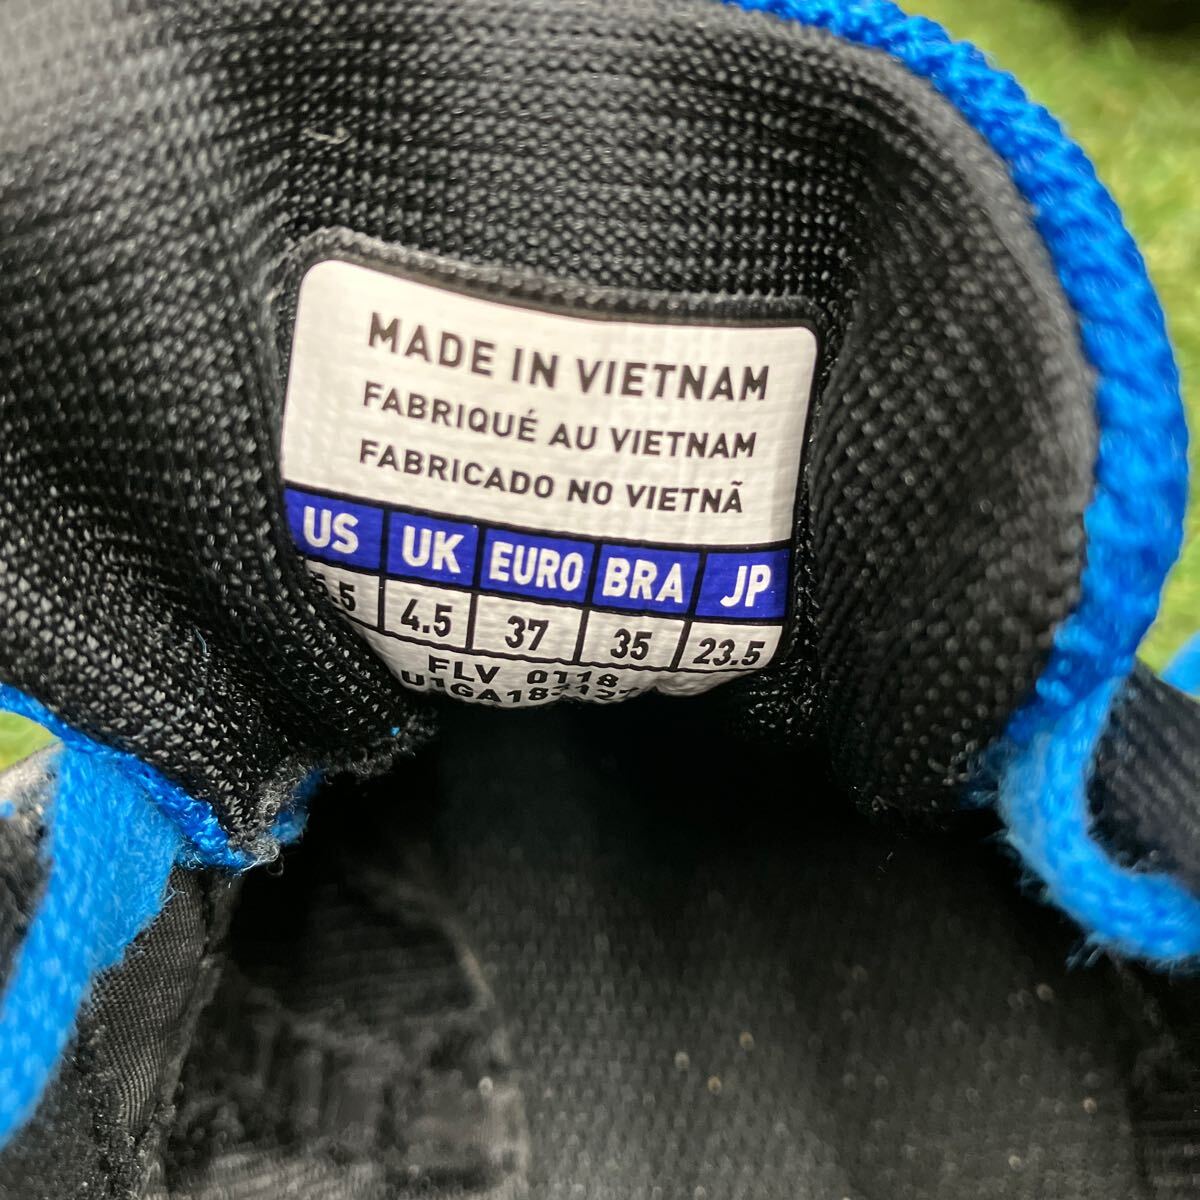 MADE IN VIETNAM
FABRIQUÉ AU VIETNAM
FABRICADO NO VIETNÃ
US UK EURO BRA JP
4.5 37 35 23.5
FLV 0118